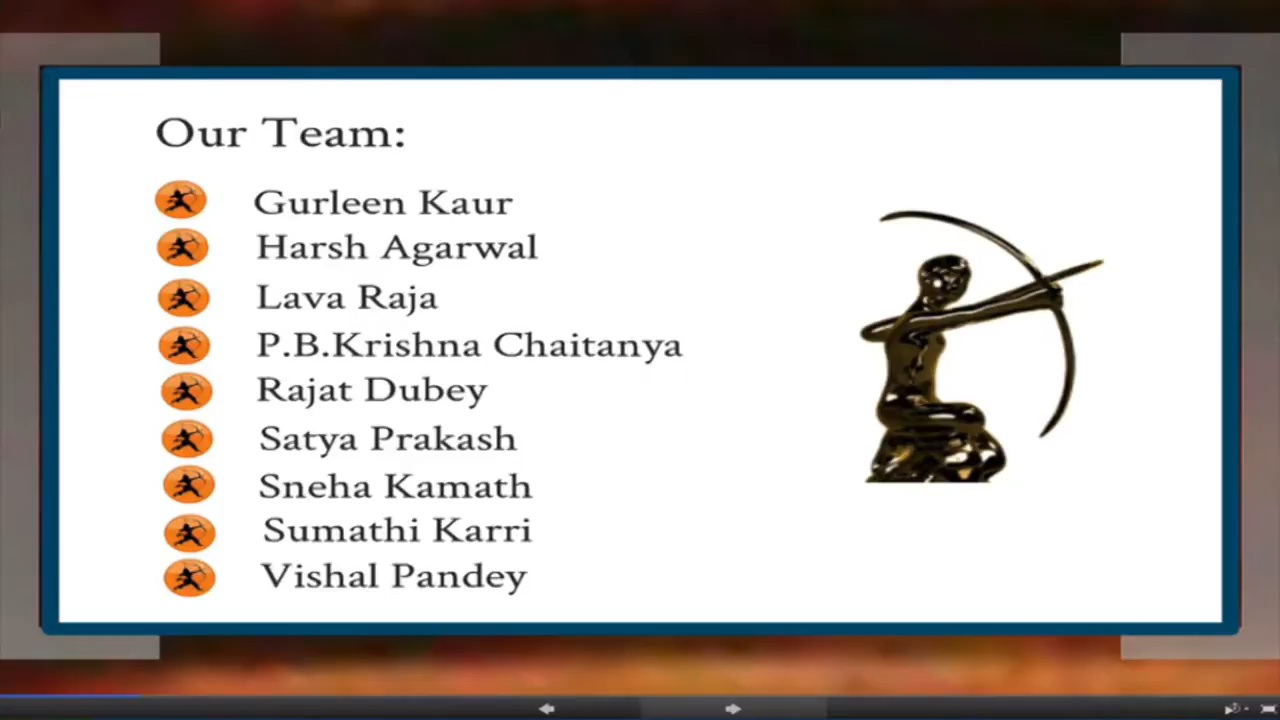 Our Team:
Gurleen Kaur
Harsh Agarwal
Lava Raja
P.B.Krishna Chaitanya
Rajat Dubey
Satya Prakash
Sneha Kamath
Sumathi Karri
Vishal Pandey